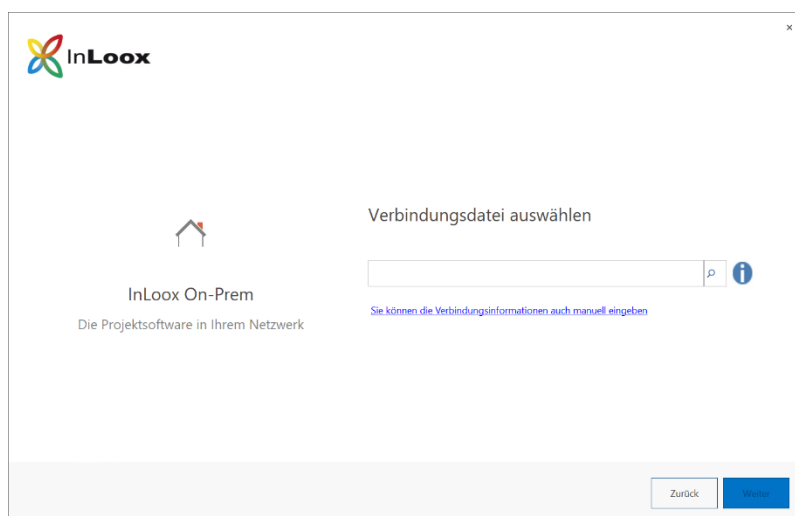 InLoox
Verbindungsdatei auswählen
InLoox On-Prem
Die Projektsoftware in Ihrem Netzwerk
Sie können die Verbindungsinformationen auch manuell eingeben
Zurück
Weiter